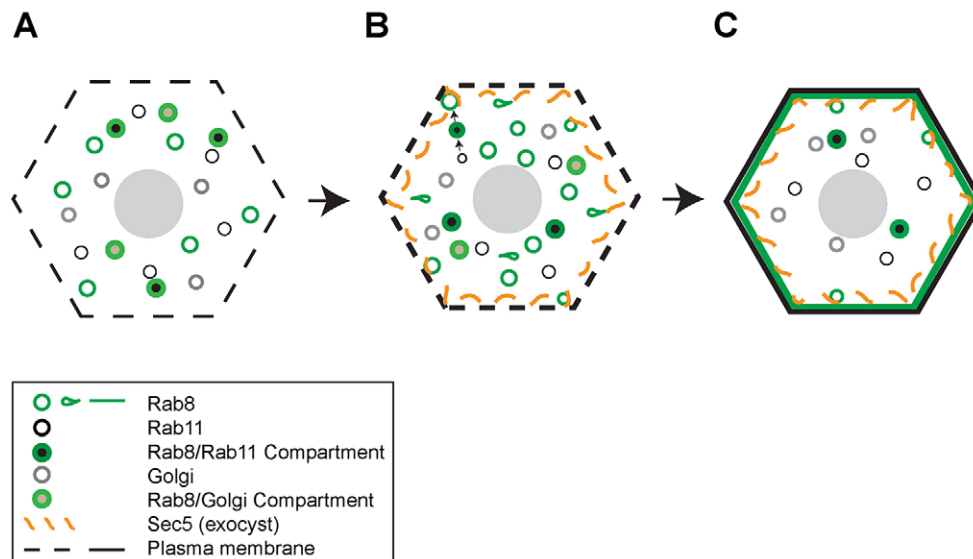 A
B
C
Rab8
Rab11
Rab8/Rab11 Compartment
Golgi
Rab8/Golgi Compartment
Sec5 (exocyst)
Plasma membrane